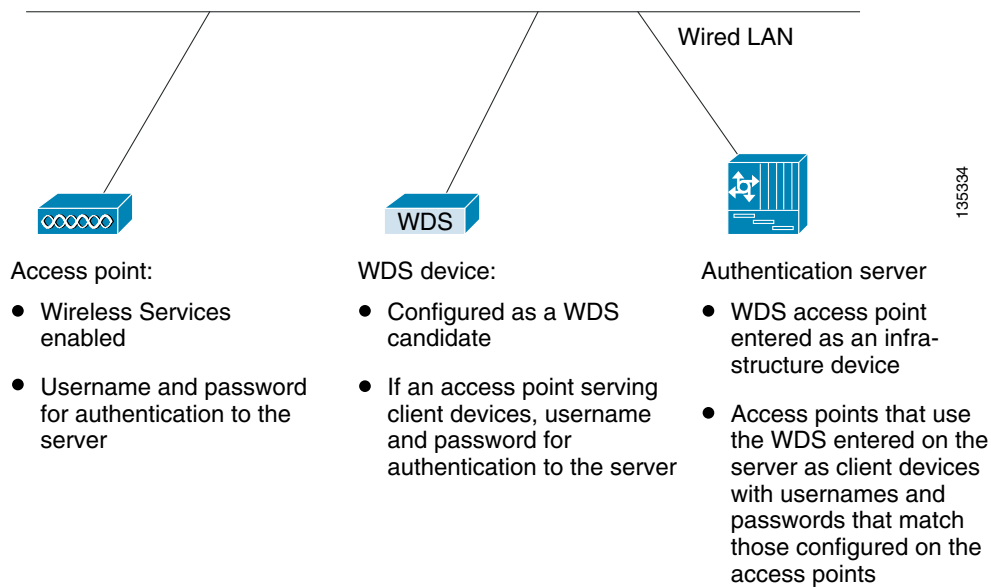 Wired LAN
135334
WDS
Access point:
● Wireless Services
enabled
● Username and password
for authentication to the
server
WDS device:
● Configured as a WDS
candidate
● If an access point serving
client devices, username
and password for
authentication to the server
Authentication server
● WDS access point
entered as an infra-
structure device
● Access points that use
the WDS entered on the
server as client devices
with usernames and
passwords that match
those configured on the
access points